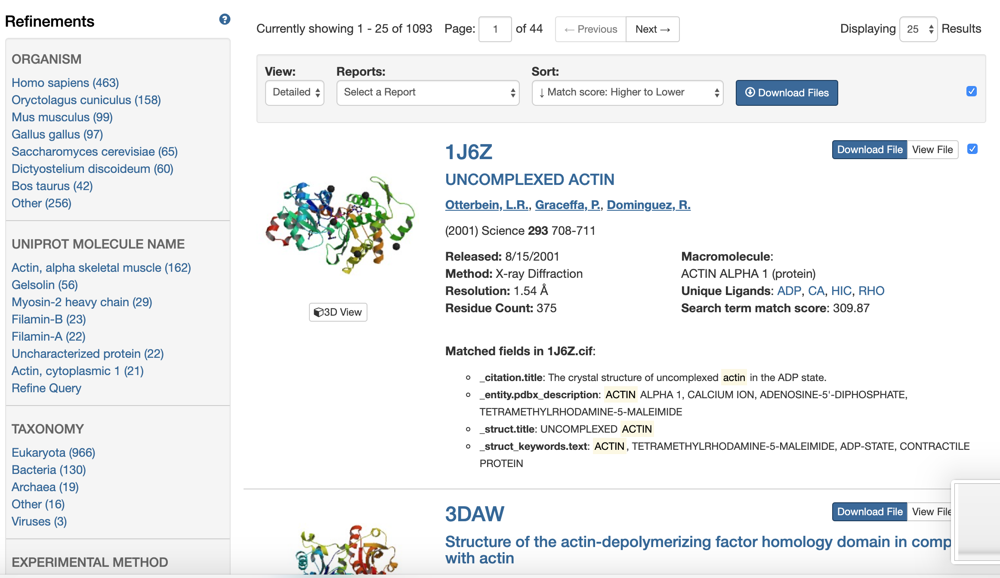 Refinements
ORGANISM
Homo sapiens (463)
Oryctolagus cuniculus (158)
Mus musculus (99)
Gallus gallus (97)
Saccharomyces cerevisiae (65)
Dictyostelium discoideum (60)
Bos taurus (42)
Other (256)
UNIPROT MOLECULE NAME
Actin, alpha skeletal muscle (162)
Gelsolin (56)
Myosin-2 heavy chain (29)
Filamin-B (23)
Filamin-A (22)
Uncharacterized protein (22)
Actin, cytoplasmic 1 (21)
Refine Query
TAXONOMY
Eukaryota (966)
Bacteria (130)
Archaea (19)
Other (16)
Viruses (3)
EXPERIMENTAL METHOD
Currently showing 1 - 25 of 1093 Page: 1 of 44 ← Previous Next → Displaying 25 Results
View: Reports: Sort:
Detailed Select a Report ↓ Match score: Higher to Lower Download Files
1J6Z Download File View File
UNCOMPLEXED ACTIN
Otterbein, L.R., Graceffa, P., Dominguez, R.
(2001) Science 293 708-711
Released: 8/15/2001
Method: X-ray Diffraction
Resolution: 1.54 Å
Residue Count: 375
Macromolecule:
ACTIN ALPHA 1 (protein)
Unique Ligands: ADP, CA, HIC, RHO
Search term match score: 309.87
3D View
Matched fields in 1J6Z.cif:
_citation.title: The crystal structure of uncomplexed actin in the ADP state.
_entity.pdbx_description: ACTIN ALPHA 1, CALCIUM ION, ADENOSINE-5'-DIPHOSPHATE,
TETRAMETHYLRHODAMINE-5-MALEIMIDE
_struct.title: UNCOMPLEXED ACTIN
_struct_keywords.text: ACTIN, TETRAMETHYLRHODAMINE-5-MALEIMIDE, ADP-STATE, CONTRACTILE
PROTEIN
3DAW Download File View File
Structure of the actin-depolymerizing factor homology domain in comp
with actin